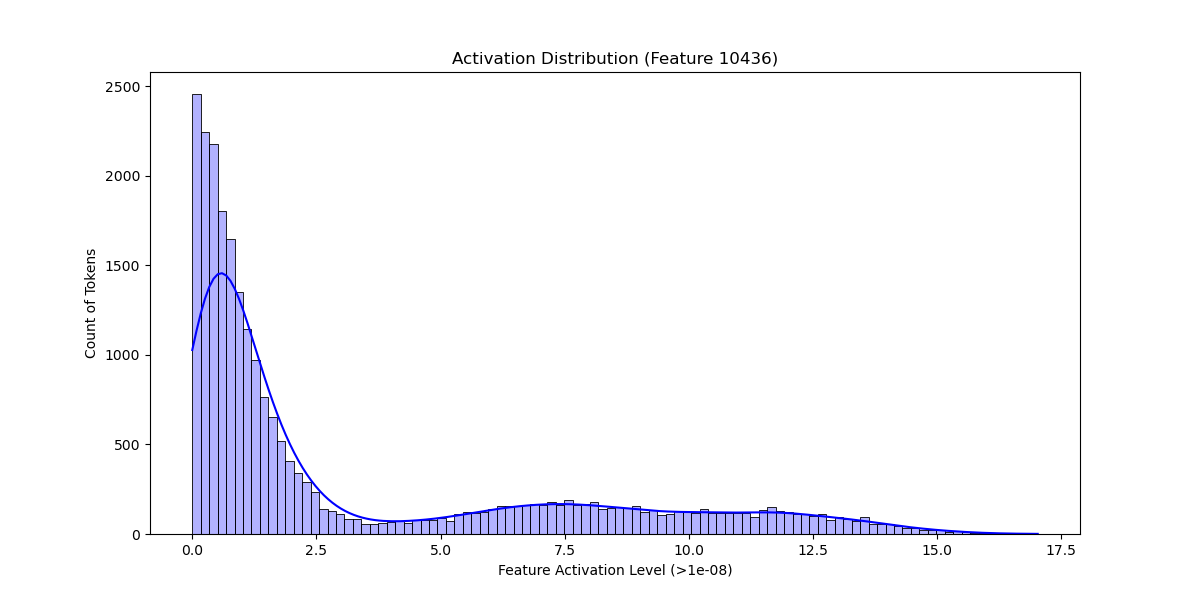 Activation Distribution (Feature 10436)
2500
2000
1500
1000
500
0
Count of Tokens
0.0 2.5 5.0 7.5 10.0 12.5 15.0 17.5
Feature Activation Level (>1e-08)